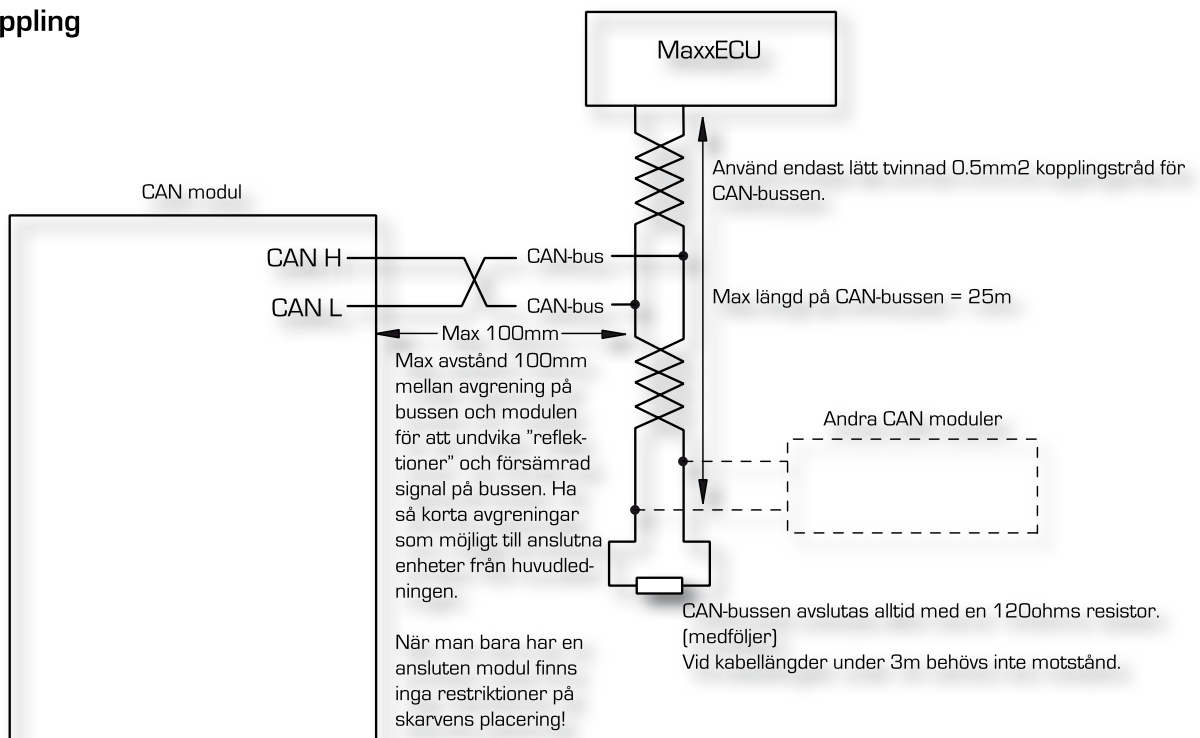 ppling
MaxxECU
Använd endast lätt tvinnad 0.5mm2 kopplingstråd för
CAN-bussen.
CAN modul
CAN H
CAN-bus
CAN L
CAN-bus
Max längd på CAN-bussen = 25m
Max 100mm
Max avstånd 100mm
mellan avgrening på
bussen och modulen
för att undvika ”reflek-
tioner” och försämrad
signal på bussen. Ha
så korta avgreningar
som möjligt till anslutna
enheter från huvudled-
ningen.
När man bara har en
ansluten modul finns
inga restriktioner på
skarvens placering!
Andra CAN moduler
CAN-bussen avslutas alltid med en 120ohms resistor.
(medföljer)
Vid kabellängder under 3m behövs inte motstånd.